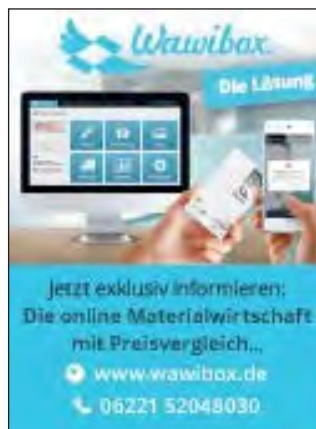 Wawibox.
Die Lösung
Jetzt exklusiv informieren:
Die online Materialwirtschaft
mit Preisvergleich...
www.wawibox.de
06221 52048030